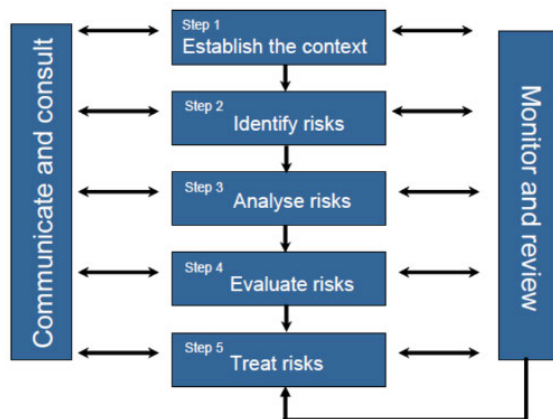 Communicate and consult
Step 1
Establish the context
Step 2
Identify risks
Step 3
Analyse risks
Step 4
Evaluate risks
Step 5
Treat risks
Monitor and review